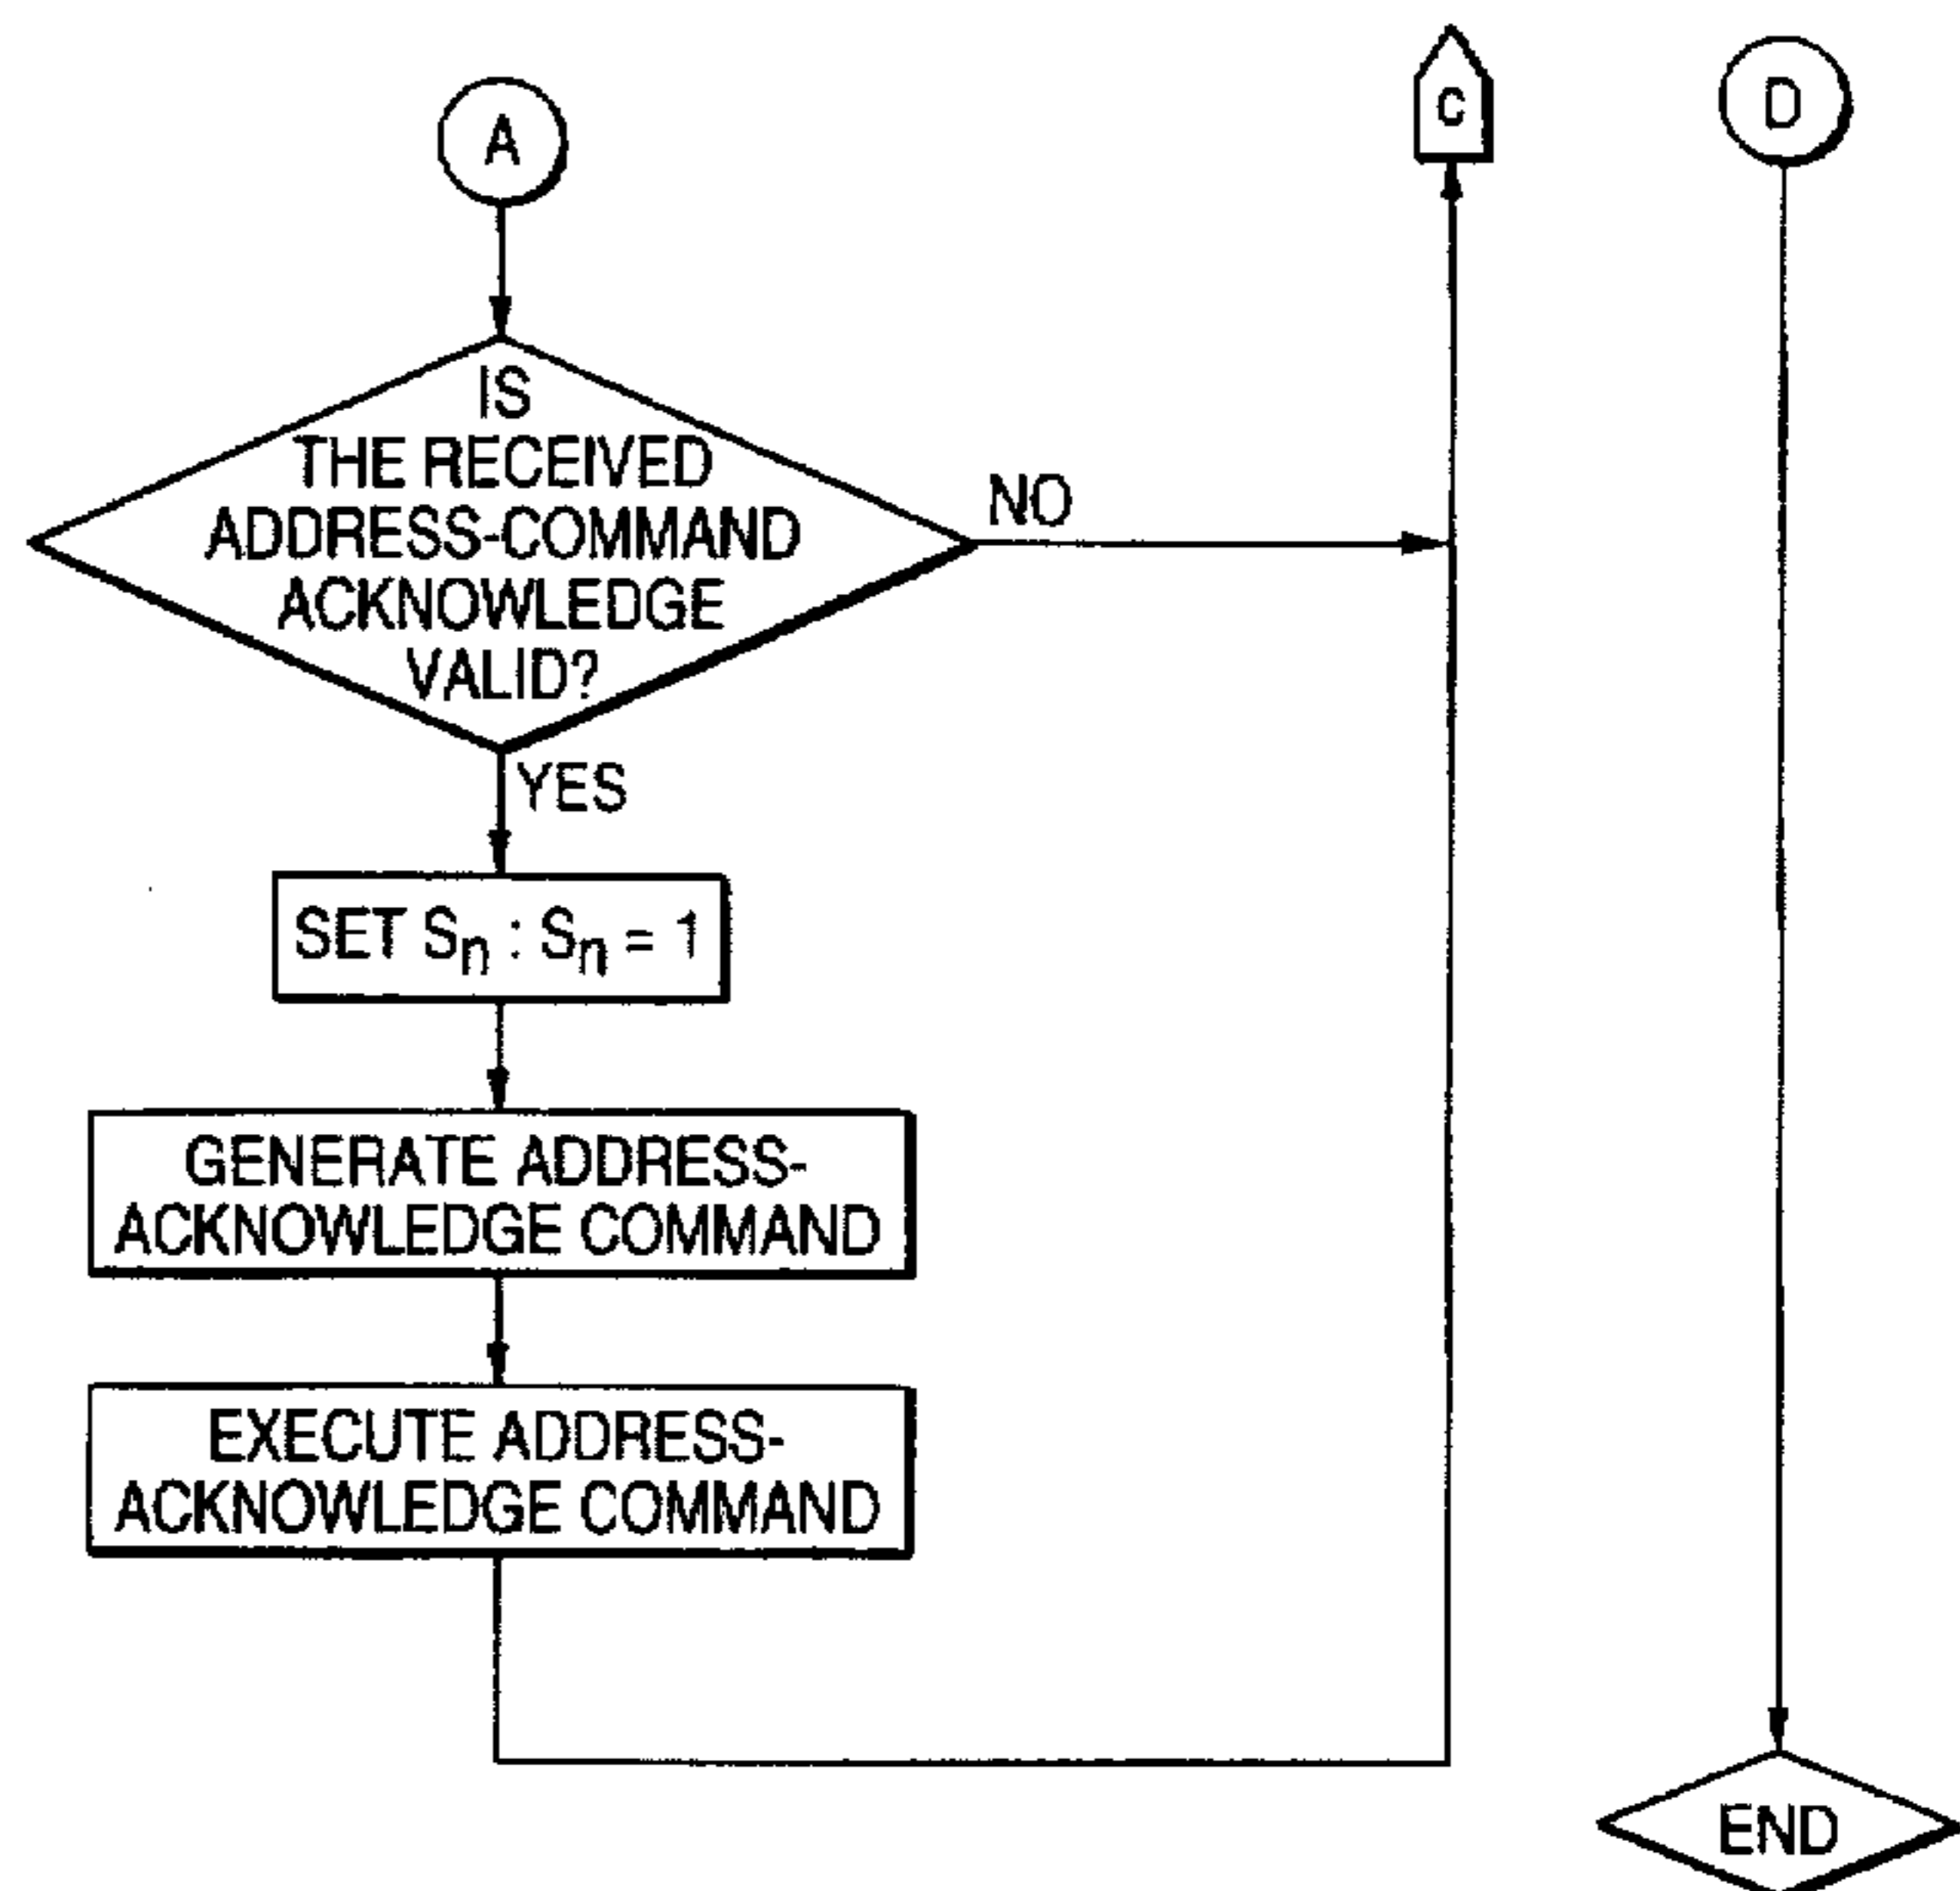 A
C
D
IS
THE RECEIVED
ADDRESS-COMMAND
ACKNOWLEDGE
VALID?
NO
YES
SET Sn : Sn = 1
GENERATE ADDRESS-
ACKNOWLEDGE COMMAND
EXECUTE ADDRESS-
ACKNOWLEDGE COMMAND
END